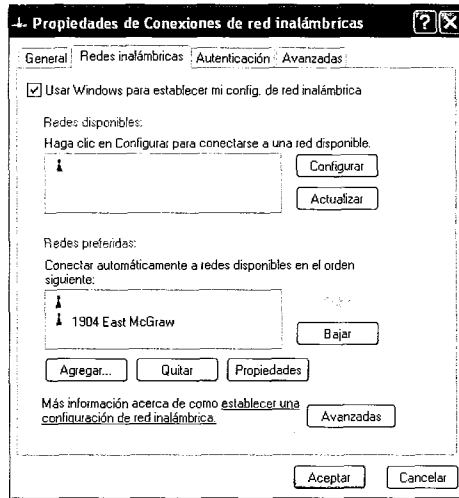 Propiedades de Conexiones de red inalámbricas
General Redes inalámbricas Autenticación Avanzadas
Usar Windows para establecer mi config. de red inalámbrica
Redes disponibles:
Haga clic en Configurar para conectarse a una red disponible.
Configurar
Actualizar
Redes preferidas:
Conectar automáticamente a redes disponibles en el orden
siguiente:
1904 East McGraw
Bajar
Agregar... Quitar Propiedades
Más información acerca de como establecer una
configuración de red inalámbrica.
Avanzadas
Aceptar Cancelar